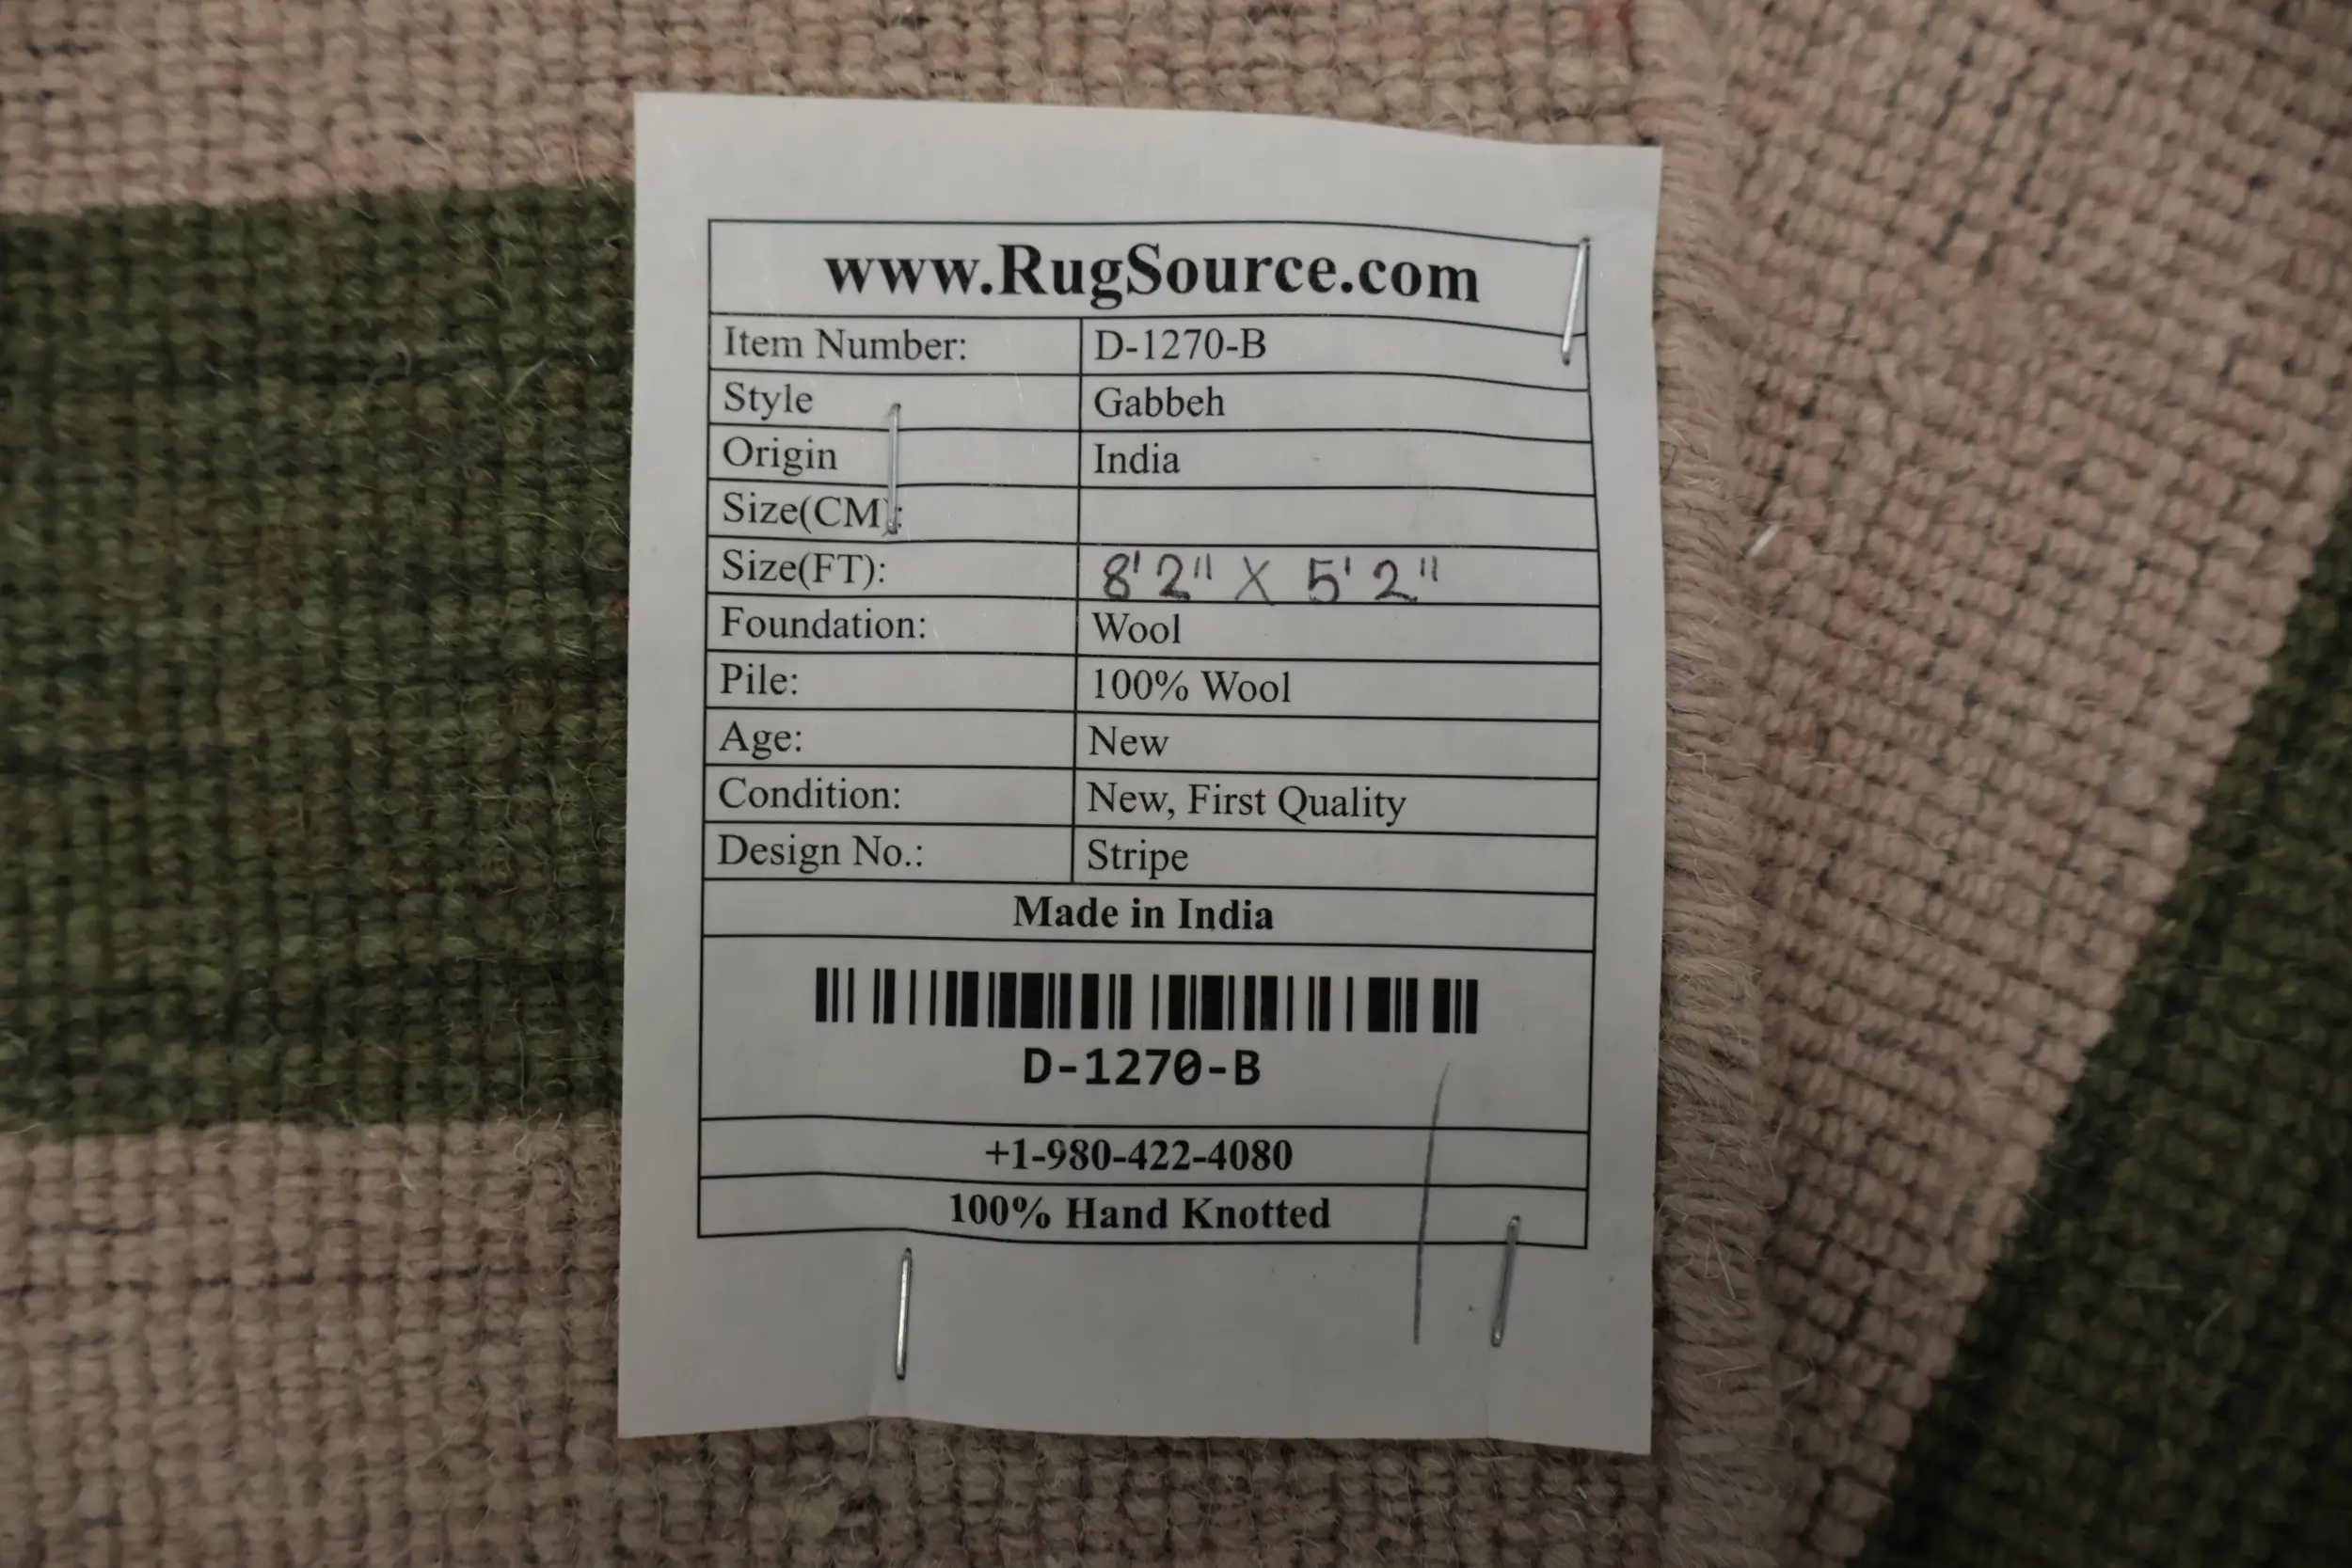 www.RugSource.com
Item Number: D-1270-B
Style Gabbeh
Origin India
Size(CM):
Size(FT): 8'2" X 5'2"
Foundation: Wool
Pile: 100% Wool
Age: New
Condition: New, First Quality
Design No.: Stripe
Made in India
D-1270-B
+1-980-422-4080
100% Hand Knotted